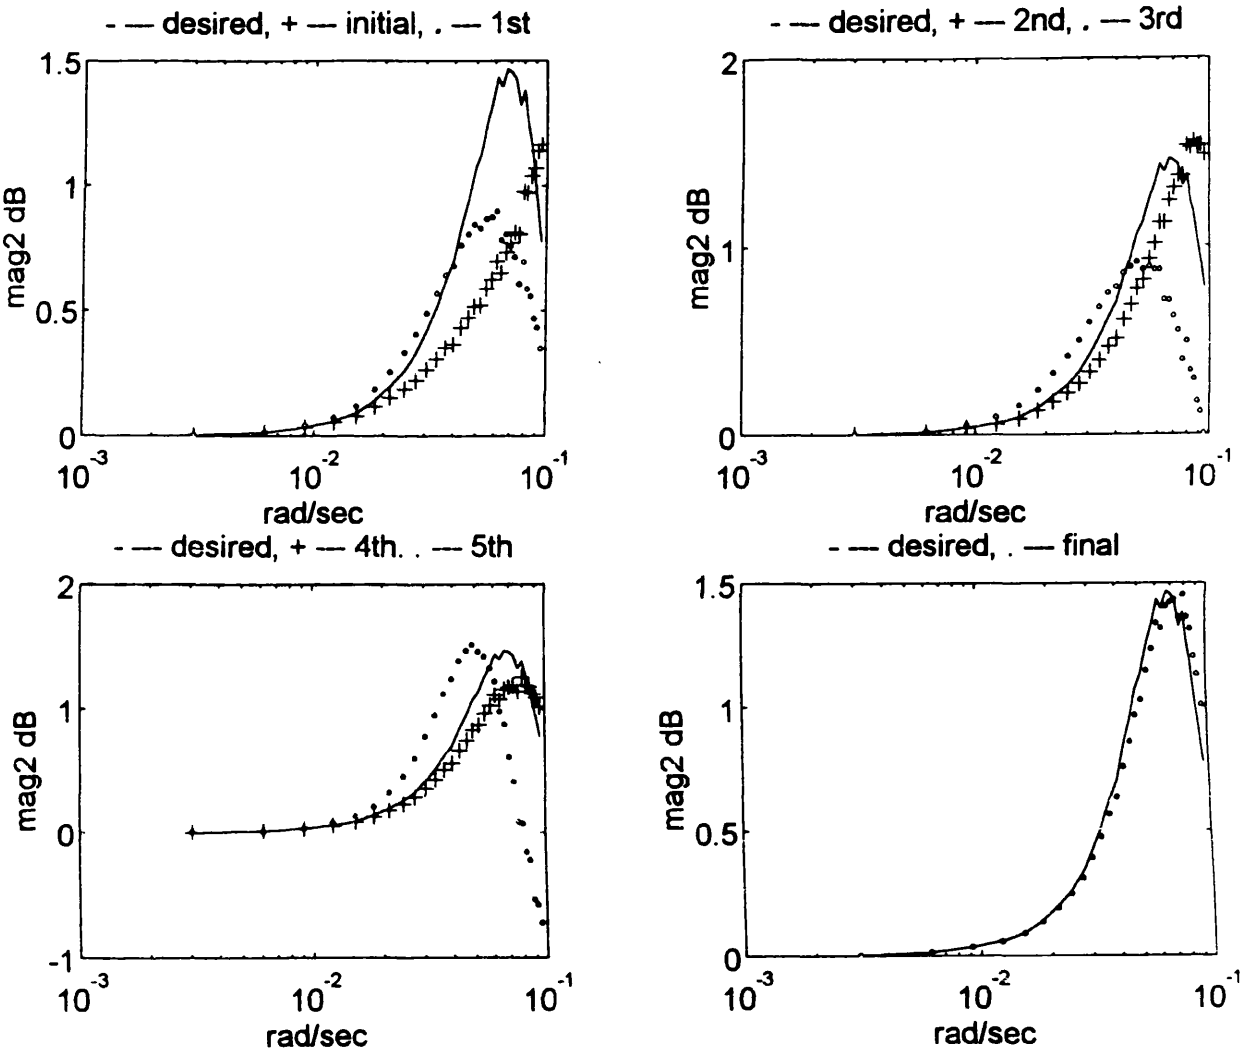 - — desired, + — initial, . — 1st
1.5
1
0.5
0
mag2 dB
10-3
10-2
10-1
rad/sec
- — desired, + — 2nd, . — 3rd
2
1
0
mag2 dB
10-3
10-2
10-1
rad/sec
- — desired, + — 4th. . — 5th
2
1
0
-1
mag2 dB
10-3
10-2
10-1
rad/sec
- — desired, . — final
1.5
1
0.5
0
mag2 dB
10-3
10-2
10-1
rad/sec